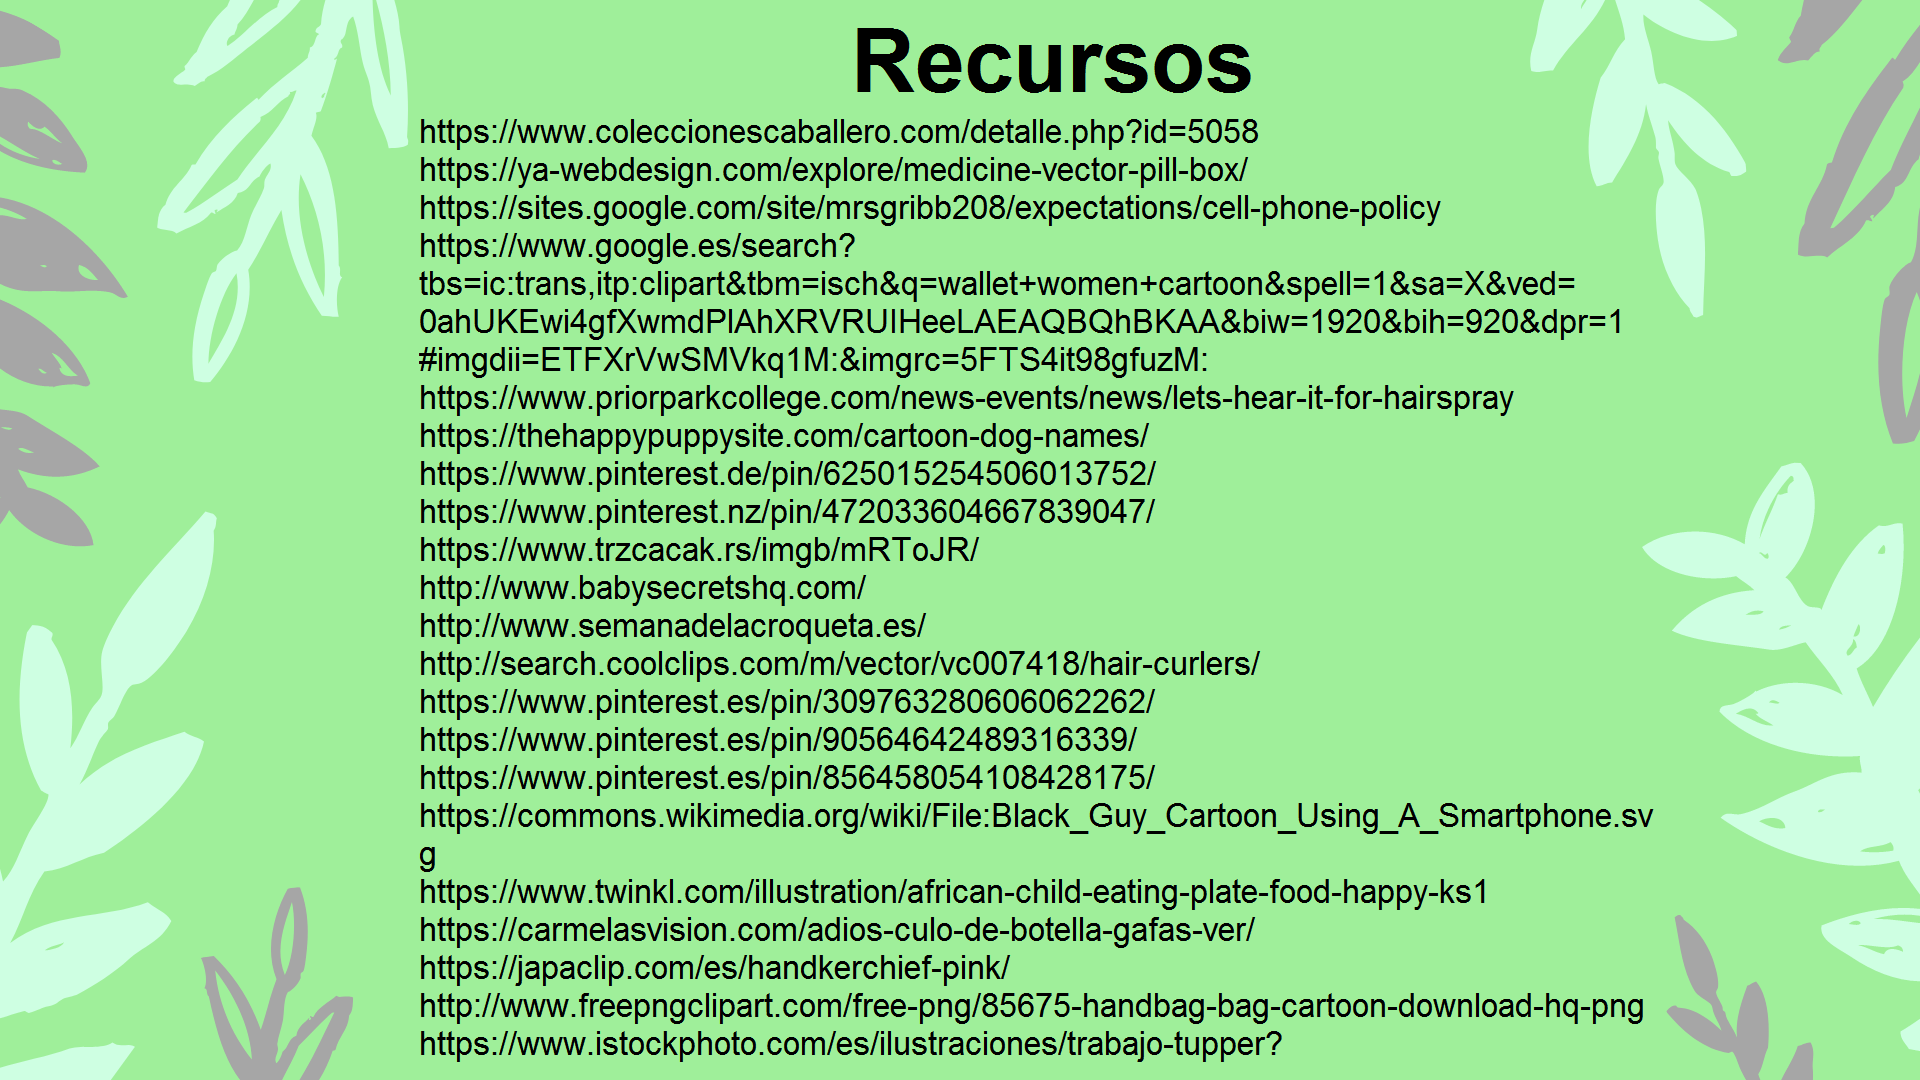 Recursos
https://www.coleccionescaballero.com/detalle.php?id=5058
https://ya-webdesign.com/explore/medicine-vector-pill-box/
https://sites.google.com/site/mrsgribb208/expectations/cell-phone-policy
https://www.google.es/search?
tbs=ic:trans,itp:clipart&tbm=isch&q=wallet+women+cartoon&spell=1&sa=X&ved=
0ahUKEwi4gfXwmdPlAhXRVRUIHeeLAEAQBQhBKAA&biw=1920&bih=920&dpr=1
#imgdii=ETFXrVwSMVkq1M:&imgrc=5FTS4it98gfuzM:
https://www.priorparkcollege.com/news-events/news/lets-hear-it-for-hairspray
https://thehappypuppysite.com/cartoon-dog-names/
https://www.pinterest.de/pin/625015254506013752/
https://www.pinterest.nz/pin/472033604667839047/
https://www.trzcacak.rs/imgb/mRToJR/
http://www.babysecretshq.com/
http://www.semanadelacroqueta.es/
http://search.coolclips.com/m/vector/vc007418/hair-curlers/
https://www.pinterest.es/pin/309763280606062262/
https://www.pinterest.es/pin/90564642489316339/
https://www.pinterest.es/pin/856458054108428175/
https://commons.wikimedia.org/wiki/File:Black_Guy_Cartoon_Using_A_Smartphone.sv
g
https://www.twinkl.com/illustration/african-child-eating-plate-food-happy-ks1
https://carmelasvision.com/adios-culo-de-botella-gafas-ver/
https://japaclip.com/es/handkerchief-pink/
http://www.freepngclipart.com/free-png/85675-handbag-bag-cartoon-download-hq-png
https://www.istockphoto.com/es/ilustraciones/trabajo-tupper?